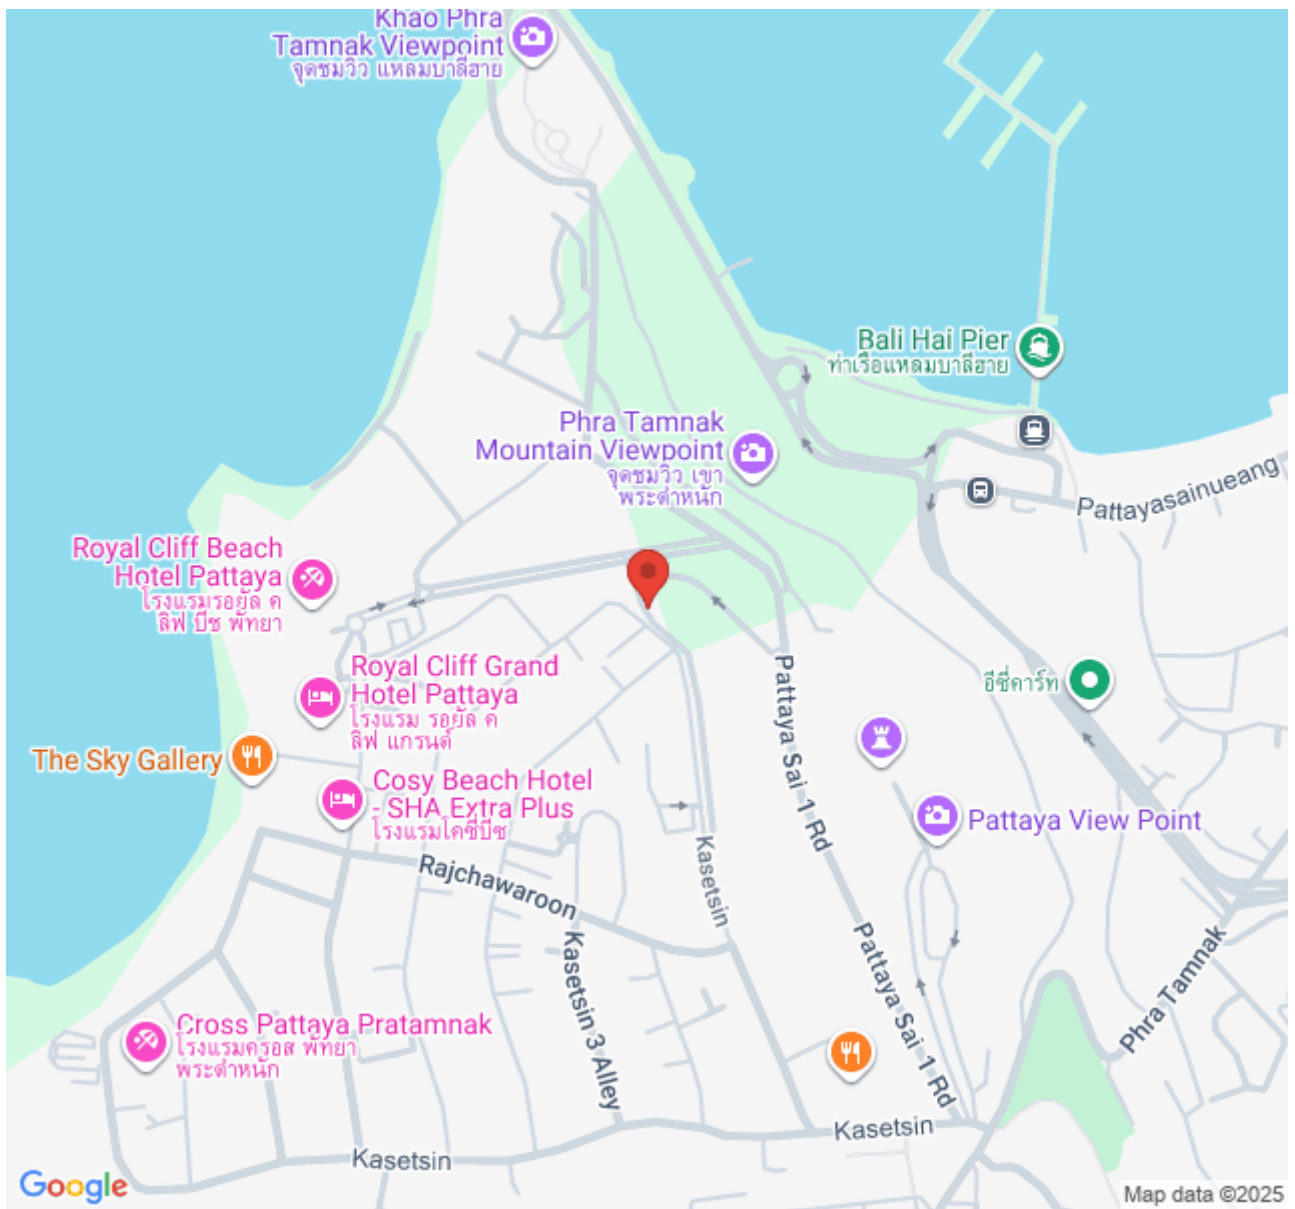 Khao Phra
Tamnak Viewpoint
จุดชมวิว แหลมบาลีฮาย
Bali Hai Pier
ท่าเรือแหลมบาลีฮาย
Phra Tamnak
Mountain Viewpoint
จุดชมวิว เขา
พระตำหนัก
Pattayasainueang
Royal Cliff Beach
Hotel Pattaya
โรงแรมรอยัล ค
ลิฟ บีช พัทยา
Royal Cliff Grand
Hotel Pattaya
โรงแรม รอยัล ค
ลิฟ แกรนด์
อีซี่คาร์ท
Pattaya Sai 1 Rd
The Sky Gallery
Cosy Beach Hotel
- SHA Extra Plus
โรงแรมโคซี่บีช
Pattaya View Point
Kasetsin
Rajchawaroon
Kasetsin 3 Alley
Pattaya Sai 1 Rd
Phra Tamnak
Cross Pattaya Pratamnak
โรงแรมครอส พัทยา
พระตำหนัก
Kasetsin
Kasetsin
Google
Map data ©2025